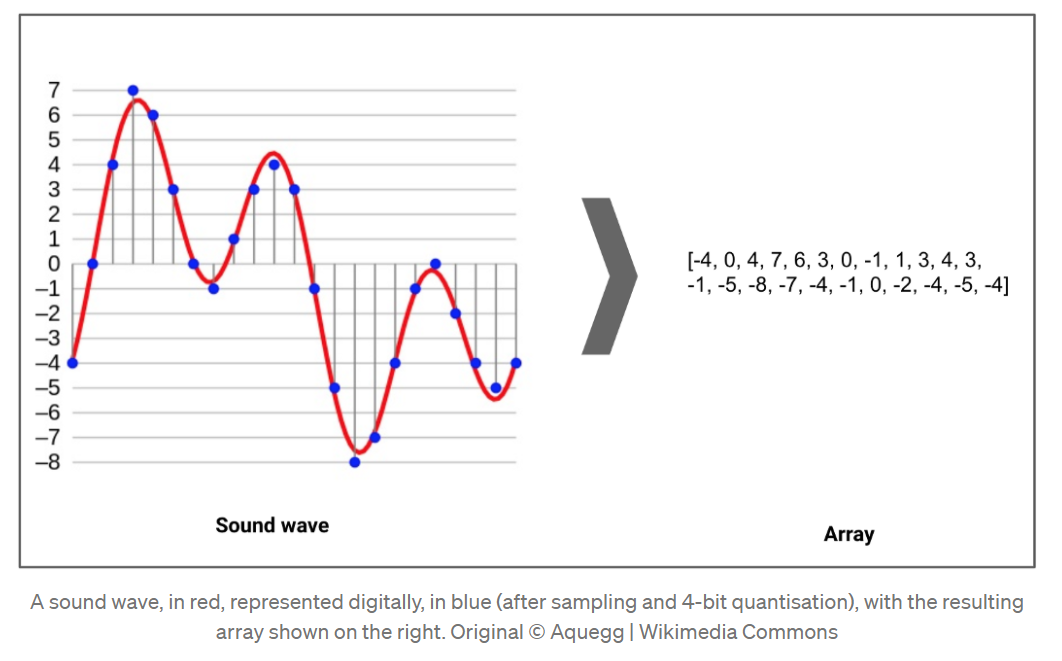 7
6
5
4
3
2
1
0
–1
–2
–3
–4
–5
–6
–7
–8
[-4, 0, 4, 7, 6, 3, 0, -1, 1, 3, 4, 3,
-1, -5, -8, -7, -4, -1, 0, -2, -4, -5, -4]
Sound wave
Array
A sound wave, in red, represented digitally, in blue (after sampling and 4-bit quantisation), with the resulting
array shown on the right. Original © Aquegg | Wikimedia Commons